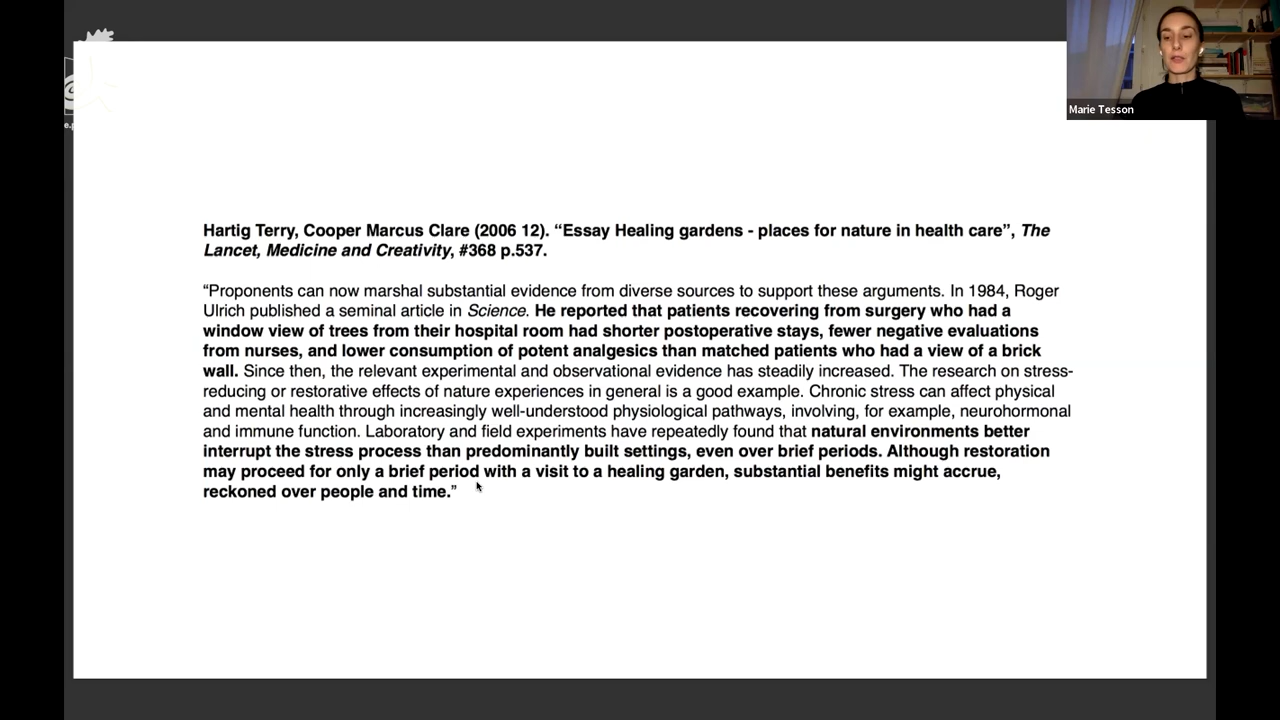 Marie Tesson
e.p
Hartig Terry, Cooper Marcus Clare (2006 12). “Essay Healing gardens - places for nature in health care”, The
Lancet, Medicine and Creativity, #368 p.537.
“Proponents can now marshal substantial evidence from diverse sources to support these arguments. In 1984, Roger
Ulrich published a seminal article in Science. He reported that patients recovering from surgery who had a
window view of trees from their hospital room had shorter postoperative stays, fewer negative evaluations
from nurses, and lower consumption of potent analgesics than matched patients who had a view of a brick
wall. Since then, the relevant experimental and observational evidence has steadily increased. The research on stress-
reducing or restorative effects of nature experiences in general is a good example. Chronic stress can affect physical
and mental health through increasingly well-understood physiological pathways, involving, for example, neurohormonal
and immune function. Laboratory and field experiments have repeatedly found that natural environments better
interrupt the stress process than predominantly built settings, even over brief periods. Although restoration
may proceed for only a brief period with a visit to a healing garden, substantial benefits might accrue,
reckoned over people and time.”